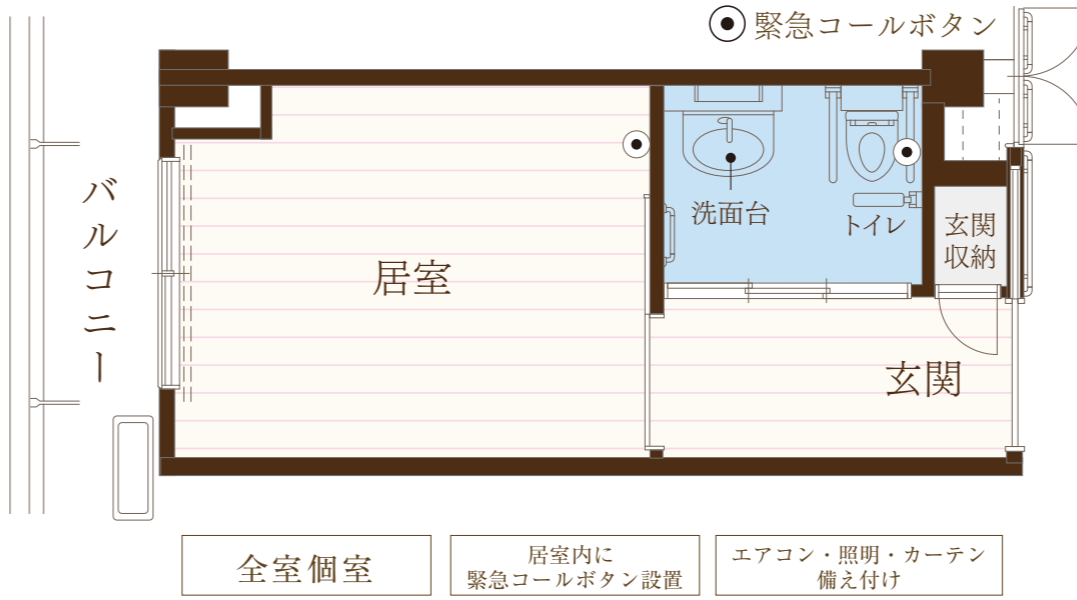 緊急コールボタン
バルコニー
居室
洗面台
トイレ
玄関
収納
玄関
全室個室
居室内に
緊急コールボタン設置
エアコン・照明・カーテン
備え付け